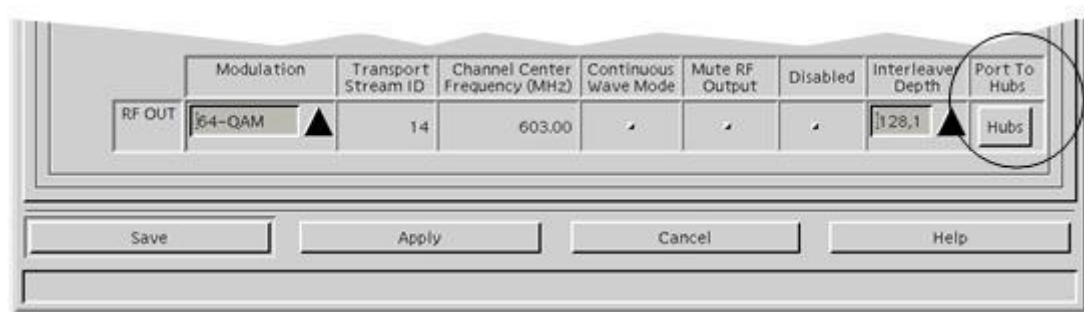 Modulation
Transport Stream ID
Channel Center Frequency (MHz)
Continuous Wave Mode
Mute RF Output
Disabled
Interleaver Depth
Port To Hubs
RF OUT
64-QAM
14
603.00
128,1
Hubs
Save
Apply
Cancel
Help